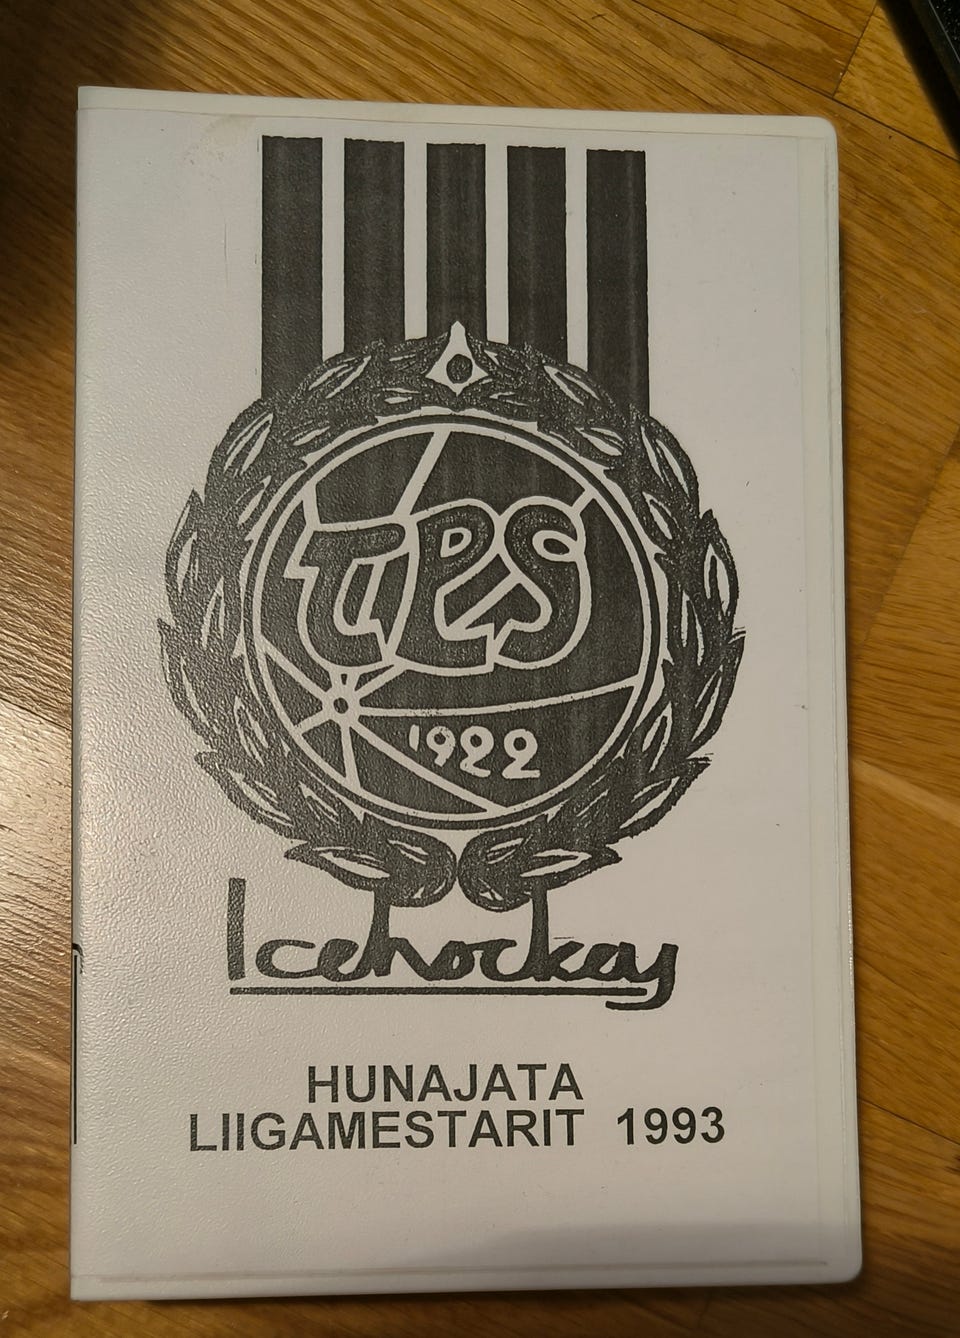 TPS
1922
Icehockey
HUNAJATA
LIIGAMESTARIT 1993